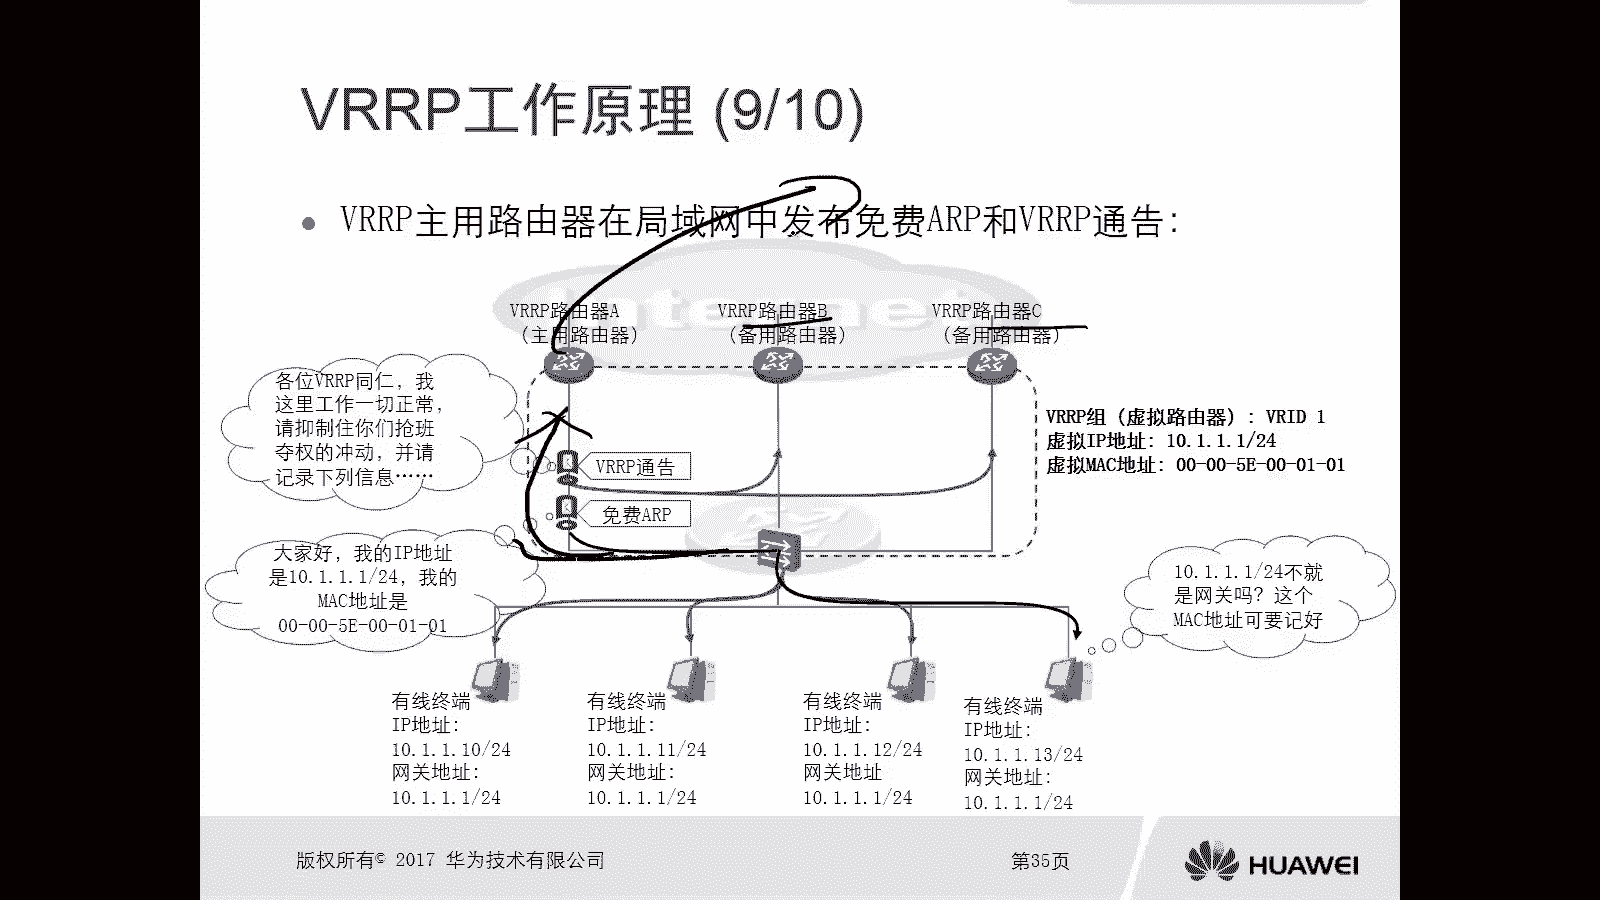 VRRP工作原理 (9/10)
● VRRP主用路由器在局域网中发布免费ARP和VRRP通告：
Internet
VRRP路由器A
（主用路由器）
VRRP路由器B
（备用路由器）
VRRP路由器C
（备用路由器）
各位VRRP同仁，我
这里工作一切正常，
请抑制住你们抢班
夺权的冲动，并请
记录下列信息……
VRRP通告
免费ARP
VRRP组（虚拟路由器）：VRID 1
虚拟IP地址：10.1.1.1/24
虚拟MAC地址：00-00-5E-00-01-01
大家好，我的IP地址
是10.1.1.1/24，我的
MAC地址是
00-00-5E-00-01-01
10.1.1.1/24不就
是网关吗？这个
MAC地址可要记好
有线终端
IP地址：
10.1.1.10/24
网关地址：
10.1.1.1/24
有线终端
IP地址：
10.1.1.11/24
网关地址：
10.1.1.1/24
有线终端
IP地址：
10.1.1.12/24
网关地址
10.1.1.1/24
有线终端
IP地址：
10.1.1.13/24
网关地址：
10.1.1.1/24
版权所有© 2017 华为技术有限公司
第35页
HUAWEI